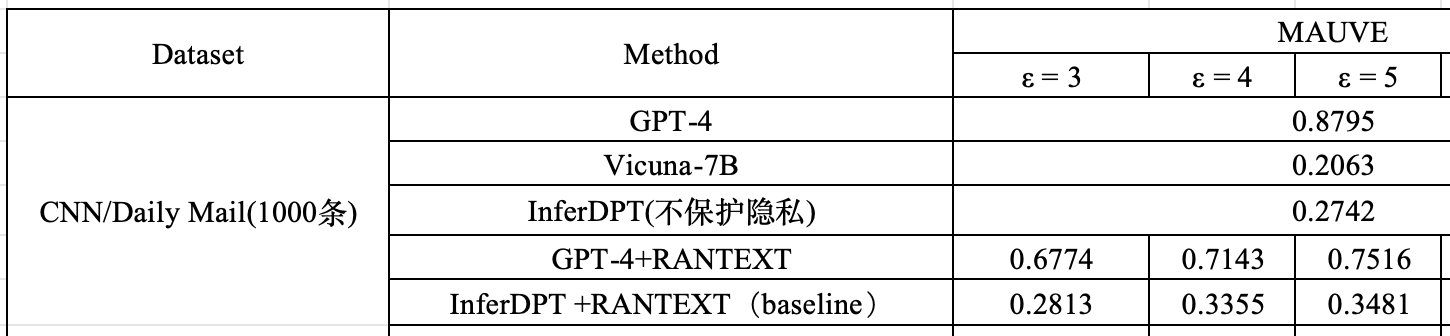 Dataset Method MAUVE
ε = 3 ε = 4 ε = 5
CNN/Daily Mail(1000条)
GPT-4 0.8795
Vicuna-7B 0.2063
InferDPT(不保护隐私) 0.2742
GPT-4+RANTEXT 0.6774 0.7143 0.7516
InferDPT +RANTEXT（baseline） 0.2813 0.3355 0.3481